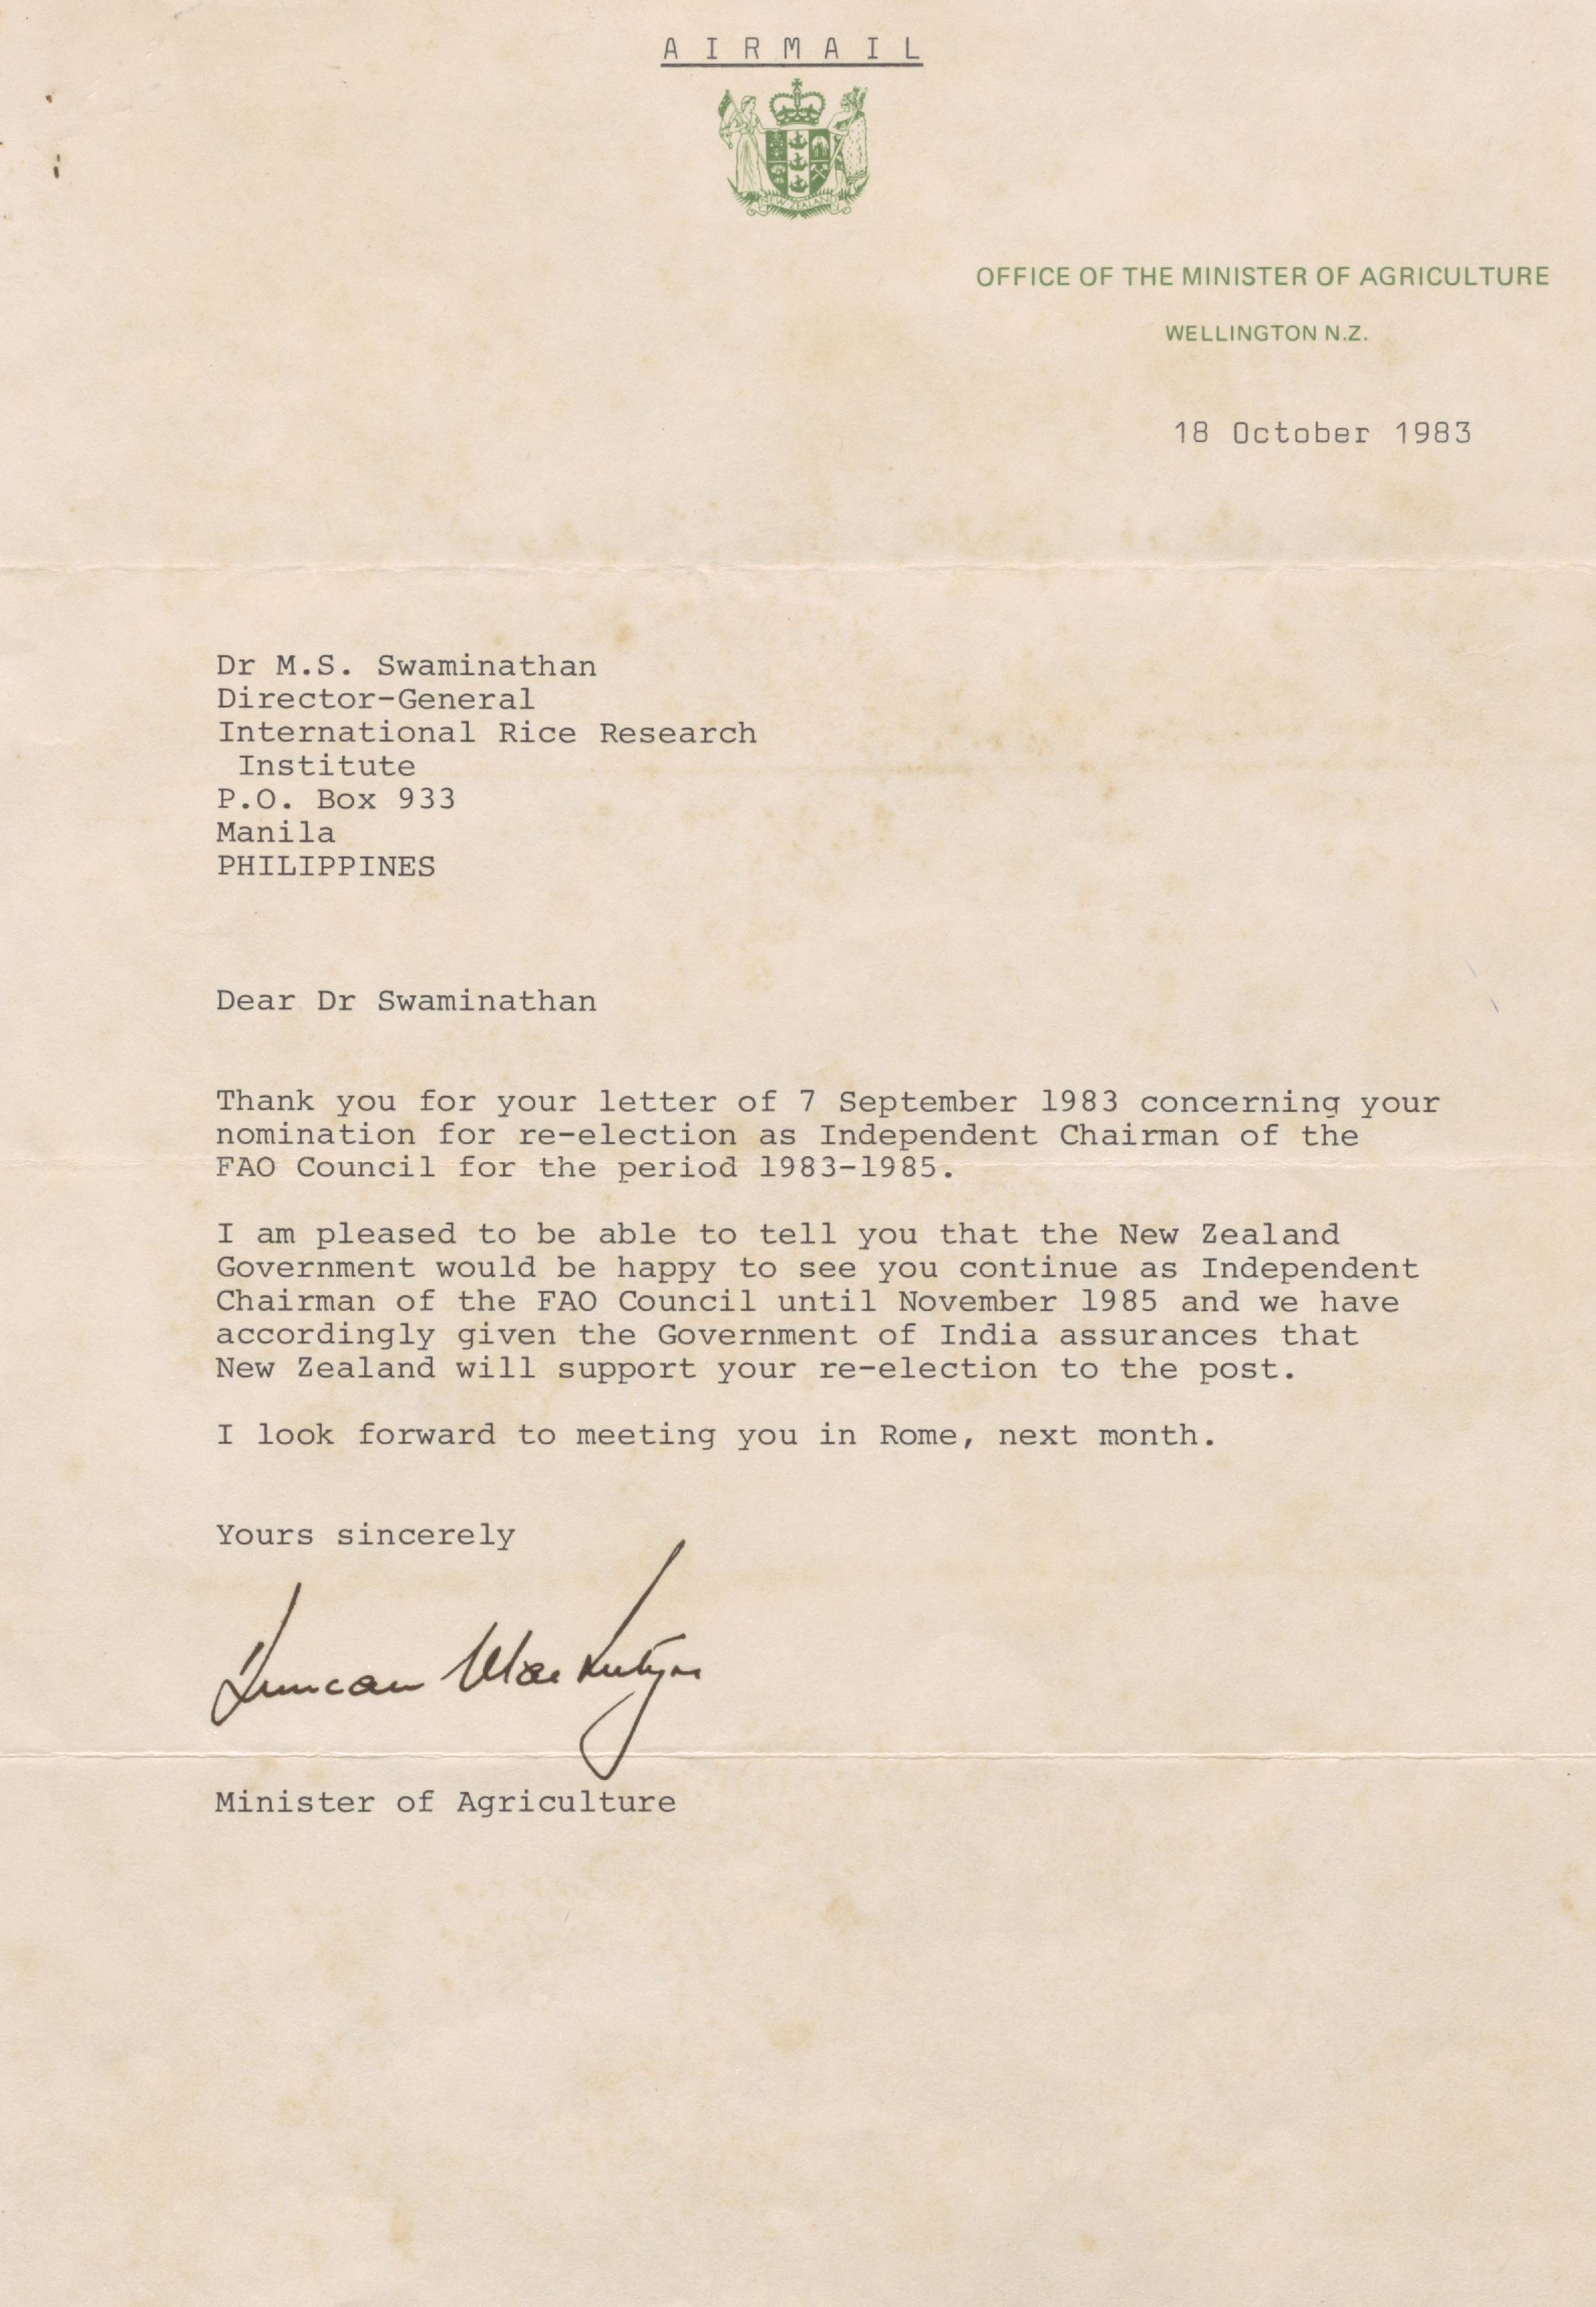 A I R M A I L
NEW ZEALAND
OFFICE OF THE MINISTER OF AGRICULTURE
WELLINGTON N.Z.
18 October 1983
Dr M.S. Swaminathan
Director-General
International Rice Research
Institute
P.O. Box 933
Manila
PHILIPPINES
Dear Dr Swaminathan
Thank you for your letter of 7 September 1983 concerning your
nomination for re-election as Independent Chairman of the
FAO Council for the period 1983-1985.
I am pleased to be able to tell you that the New Zealand
Government would be happy to see you continue as Independent
Chairman of the FAO Council until November 1985 and we have
accordingly given the Government of India assurances that
New Zealand will support your re-election to the post.
I look forward to meeting you in Rome, next month.
Yours sincerely
Duncan MacIntyre
Minister of Agriculture